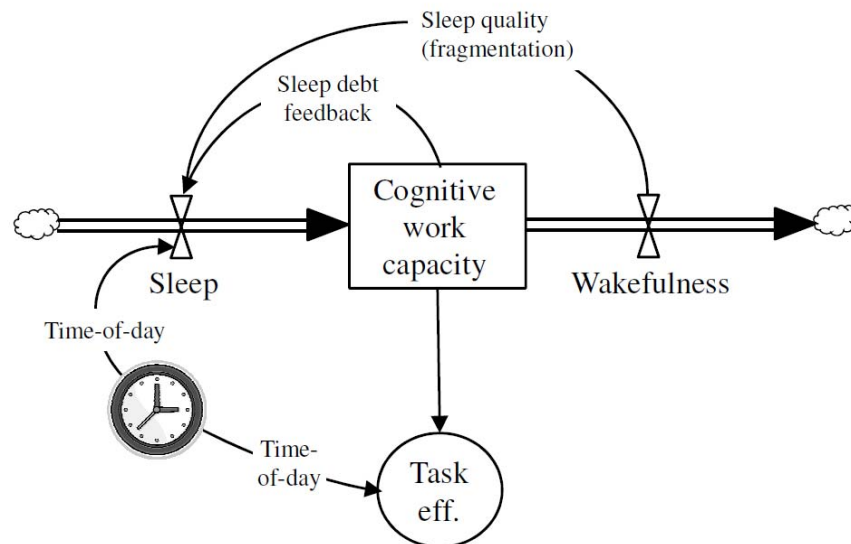 Sleep quality
(fragmentation)
Sleep debt
feedback
Cognitive
work
capacity
Sleep
Wakefulness
Time-of-day
Time-
of-day
Task
eff.